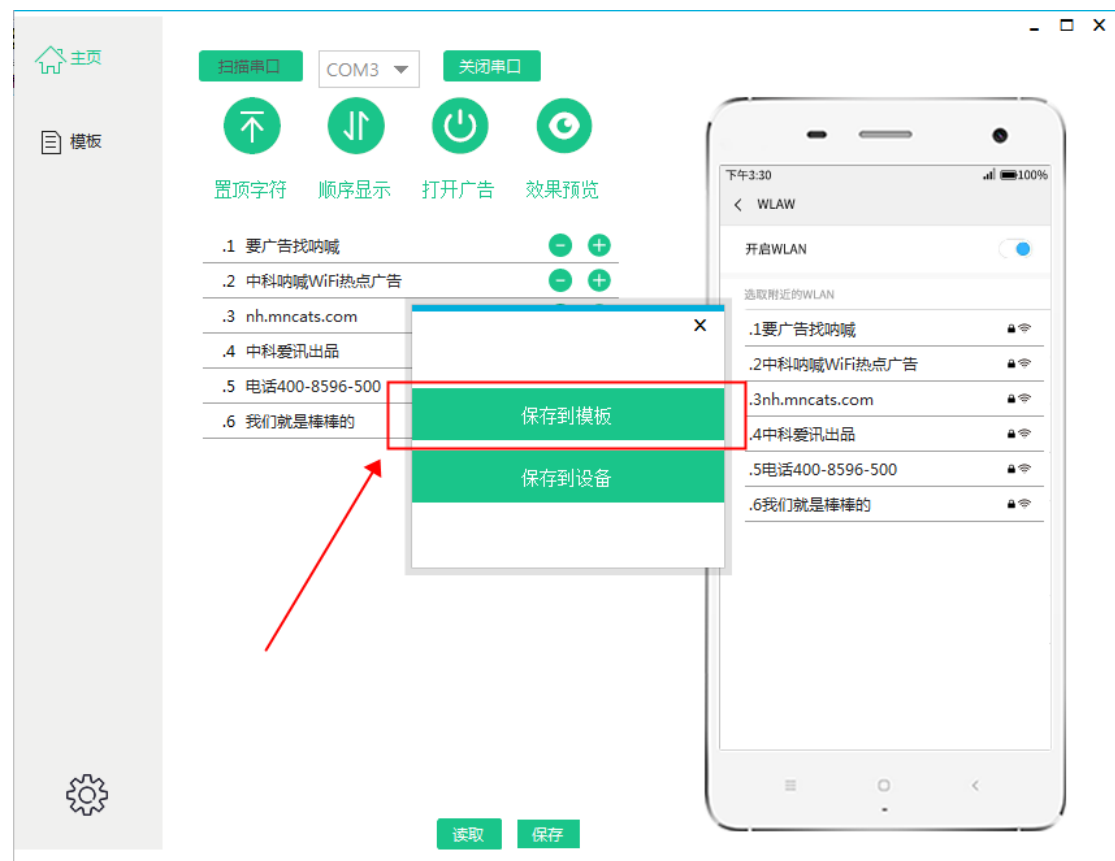 主页
模板
扫描串口
COM3
关闭串口
置顶字符
顺序显示
打开广告
效果预览
.1 要广告找呐喊
.2 中科呐喊WiFi热点广告
.3 nh.mncats.com
.4 中科爱讯出品
.5 电话400-8596-500
.6 我们就是棒棒的
X
保存到模板
保存到设备
读取
保存
下午3:30
100%
WLAW
开启WLAN
选取附近的WLAN
.1要广告找呐喊
.2中科呐喊WiFi热点广告
.3nh.mncats.com
.4中科爱讯出品
.5电话400-8596-500
.6我们就是棒棒的